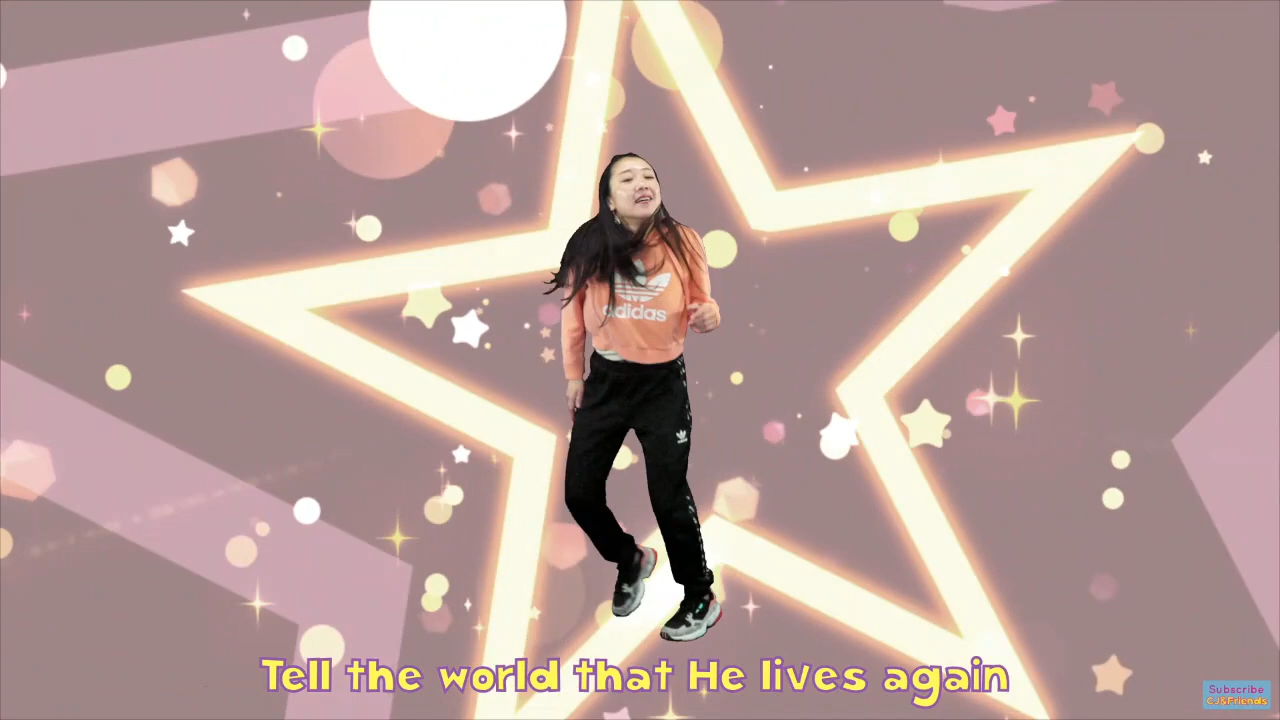 adidas
Tell the world that He lives again
Subscribe
CJ&Friends